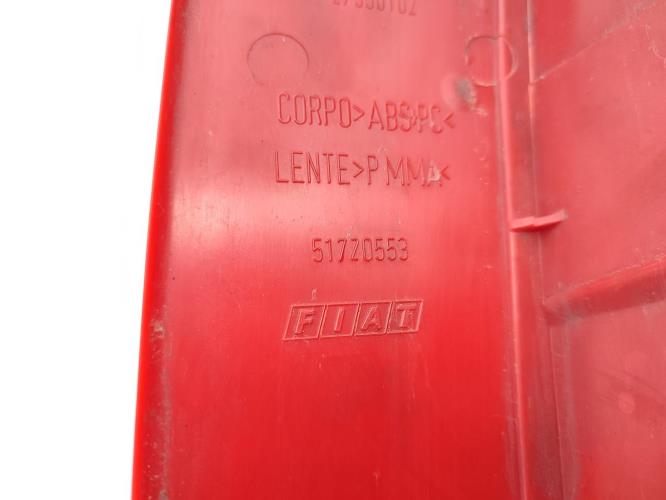 CORPO>ABS+PC<
LENTE>PMMA<
51720553
FIAT